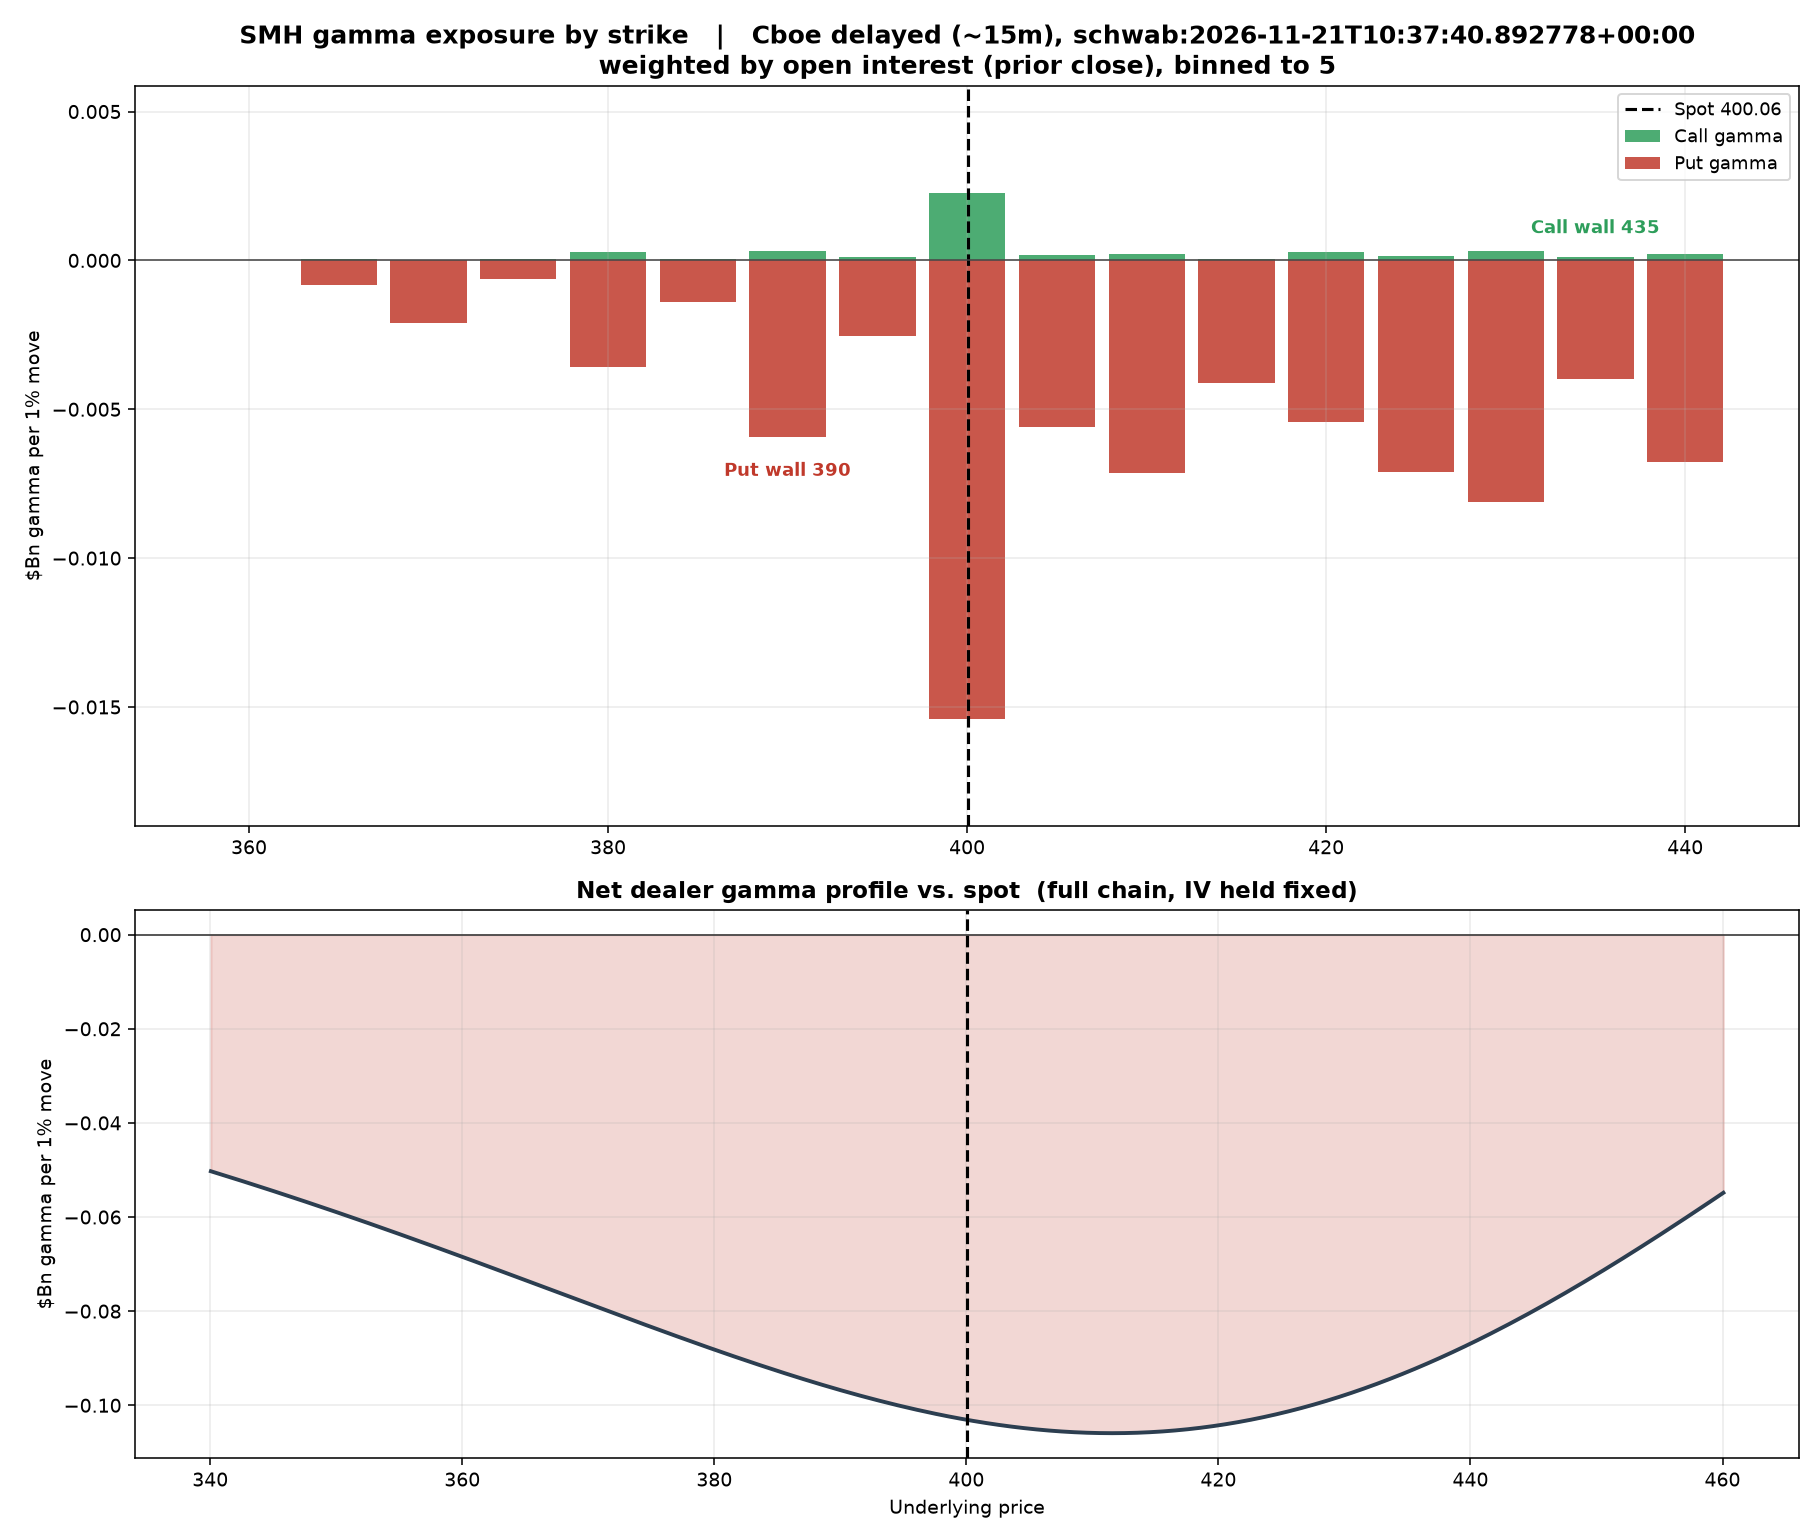 SMH gamma exposure by strike | Cboe delayed (~15m), schwab:2026-11-21T10:37:40.892778+00:00
weighted by open interest (prior close), binned to 5
Spot 400.06
Call gamma
Put gamma
Call wall 435
Put wall 390
$Bn gamma per 1% move
0.005
0.000
−0.005
−0.010
−0.015
360 380 400 420 440
Net dealer gamma profile vs. spot (full chain, IV held fixed)
$Bn gamma per 1% move
0.00
−0.02
−0.04
−0.06
−0.08
−0.10
340 360 380 400 420 440 460
Underlying price